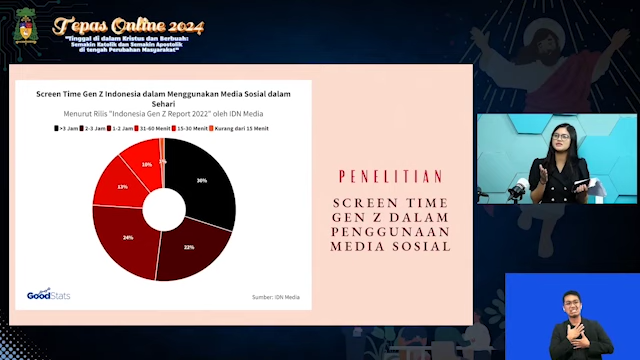 Tepas Online 2024
"Tinggal di dalam Kristus dan Berbuah:
Semakin Katolik dan Semakin Apostolik
di tengah Perubahan Masyarakat"
Screen Time Gen Z Indonesia dalam Menggunakan Media Sosial dalam
Sehari
Menurut Rilis "Indonesia Gen Z Report 2022" oleh IDN Media
>3 Jam 2-3 Jam 1-2 Jam 31-60 Menit 15-30 Menit Kurang dari 15 Menit
1%
10%
30%
13%
24%
22%
GoodStats
Sumber: IDN Media
PENELITIAN
SCREEN TIME
GEN Z DALAM
PENGGUNAAN
MEDIA SOSIAL